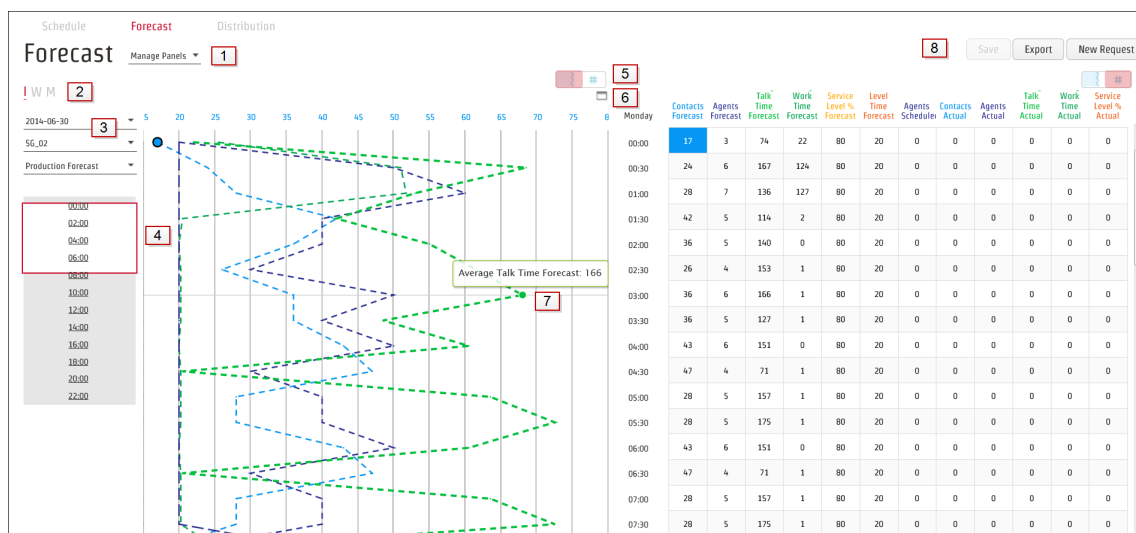 Schedule Forecast Distribution
Forecast Manage Panels 1 8 Save Export New Request
# 5 #
I W M 2 6
Contacts Forecast Agents Forecast Talk Time Forecast Work Time Forecast Service Level % Forecast Level Time Forecast Agents Scheduler Contacts Actual Agents Actual Talk Time Actual Work Time Actual Service Level % Actual
2014-06-30 3 5 20 25 30 35 40 45 50 55 60 65 70 75 8 Monday
SG_02
Production Forecast
00:00
02:00
04:00
06:00
08:00
10:00
12:00
14:00
16:00
18:00
20:00
22:00
4
Average Talk Time Forecast: 166
7
00:00 17 3 74 22 80 20 0 0 0 0 0 0
00:30 24 6 167 124 80 20 0 0 0 0 0 0
01:00 28 7 136 127 80 20 0 0 0 0 0 0
01:30 42 5 114 2 80 20 0 0 0 0 0 0
02:00 36 5 140 0 80 20 0 0 0 0 0 0
02:30 26 4 153 1 80 20 0 0 0 0 0 0
03:00 36 6 166 1 80 20 0 0 0 0 0 0
03:30 36 5 127 1 80 20 0 0 0 0 0 0
04:00 43 6 151 0 80 20 0 0 0 0 0 0
04:30 47 4 71 1 80 20 0 0 0 0 0 0
05:00 28 5 157 1 80 20 0 0 0 0 0 0
05:30 28 5 175 1 80 20 0 0 0 0 0 0
06:00 43 6 151 0 80 20 0 0 0 0 0 0
06:30 47 4 71 1 80 20 0 0 0 0 0 0
07:00 28 5 157 1 80 20 0 0 0 0 0 0
07:30 28 5 175 1 80 20 0 0 0 0 0 0